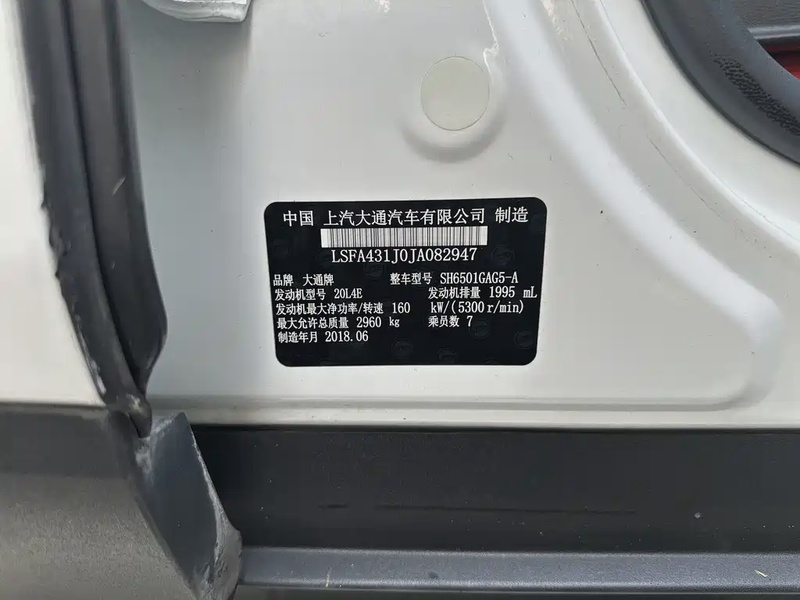 中国 上汽大通汽车有限公司 制造
LSFA431J0JA082947
品牌 大通牌 整车型号 SH6501GAG5-A
发动机型号 20L4E 发动机排量 1995 mL
发动机最大净功率/转速 160 kW/(5300 r/min)
最大允许总质量 2960 kg 乘员数 7
制造年月 2018.06